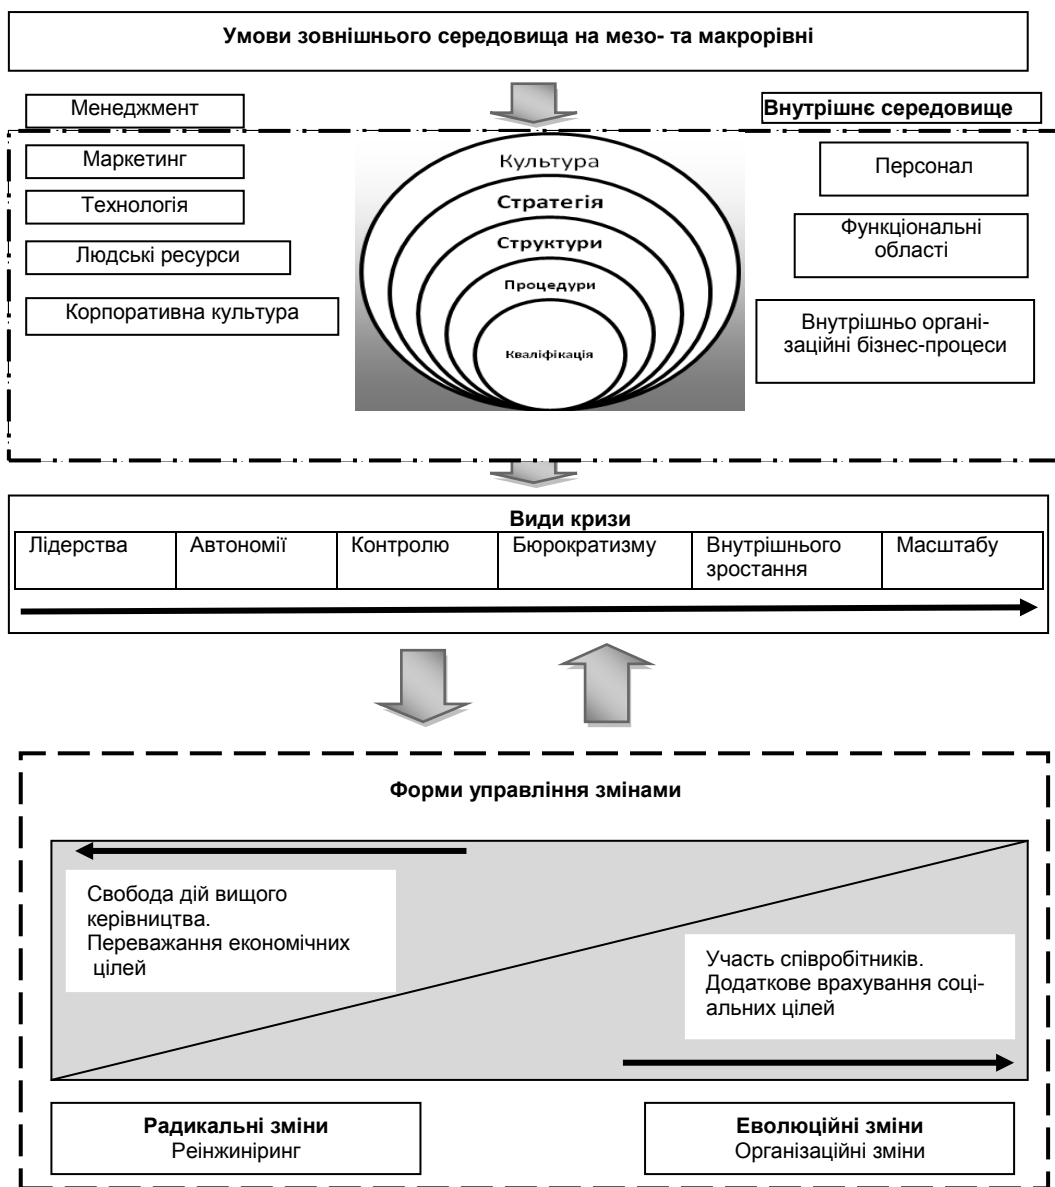 Умови зовнішнього середовища на мезо- та макрорівні
Менеджмент
Внутрішнє середовище
Маркетинг
Технологія
Людські ресурси
Корпоративна культура
Культура
Стратегія
Структури
Процедури
Кваліфікація
Персонал
Функціональні
області
Внутрішньо органі-
заційні бізнес-процеси
Види кризи
Лідерства
Автономії
Контролю
Бюрократизму
Внутрішнього
зростання
Масштабу
Форми управління змінами
Свобода дій вищого
керівництва.
Переважання економічних
цілей
Участь співробітників.
Додаткове врахування соці-
альних цілей
Радикальні зміни
Реінжиніринг
Еволюційні зміни
Організаційні зміни